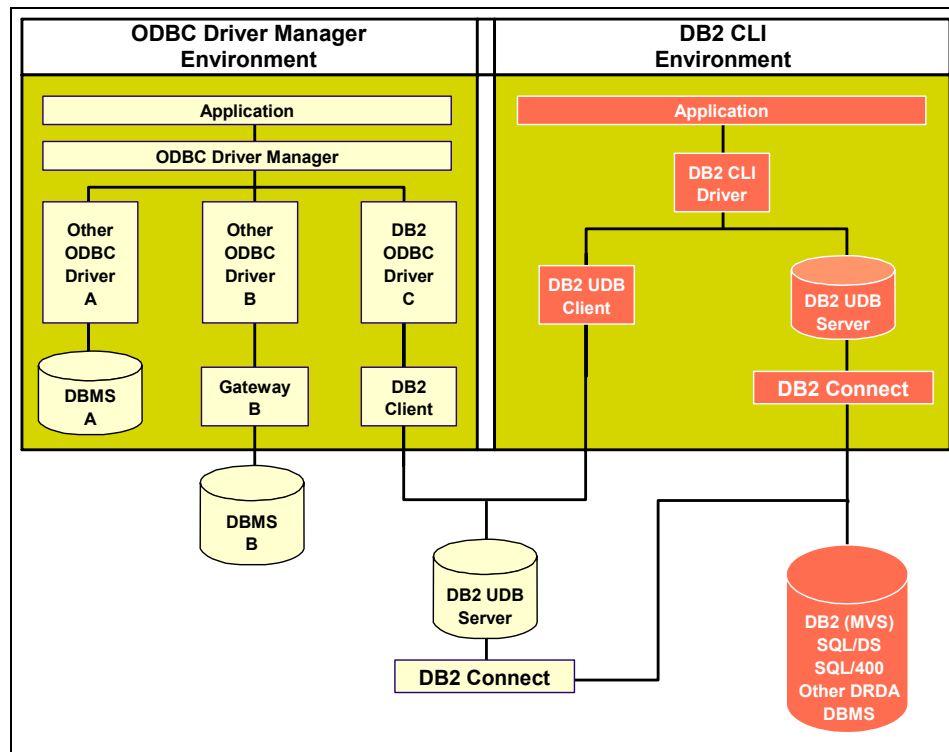 ODBC Driver Manager
Environment
DB2 CLI
Environment
Application
ODBC Driver Manager
Other
ODBC
Driver
A
Other
ODBC
Driver
B
DB2
ODBC
Driver
C
DBMS
A
Gateway
B
DB2
Client
DBMS
B
Application
DB2 CLI
Driver
DB2 UDB
Client
DB2 UDB
Server
DB2 Connect
DB2 UDB
Server
DB2 Connect
DB2 (MVS)
SQL/DS
SQL/400
Other DRDA
DBMS